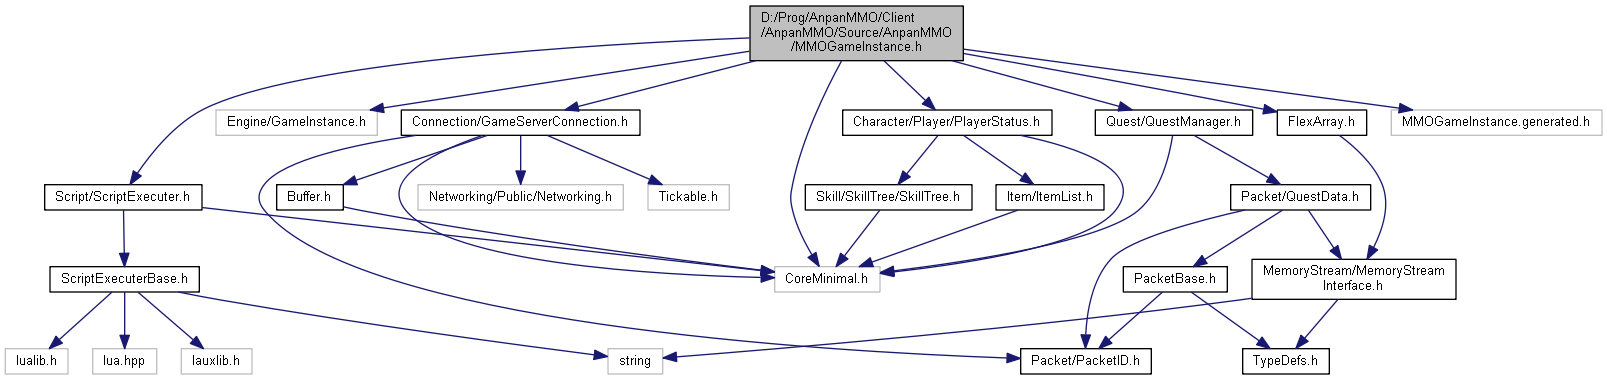 D:/Prog/AnpanMMO/Client
/AnpanMMO/Source/AnpanMMO
/MMOGameInstance.h
Engine/GameInstance.h
Connection/GameServerConnection.h
Character/Player/PlayerStatus.h
Quest/QuestManager.h
FlexArray.h
MMOGameInstance.generated.h
Script/ScriptExecuter.h
Buffer.h
Networking/Public/Networking.h
Tickable.h
Skill/SkillTree/SkillTree.h
Item/ItemList.h
Packet/QuestData.h
ScriptExecuterBase.h
CoreMinimal.h
PacketBase.h
MemoryStream/MemoryStream
Interface.h
lualib.h
lua.hpp
lauxlib.h
string
Packet/PacketID.h
TypeDefs.h